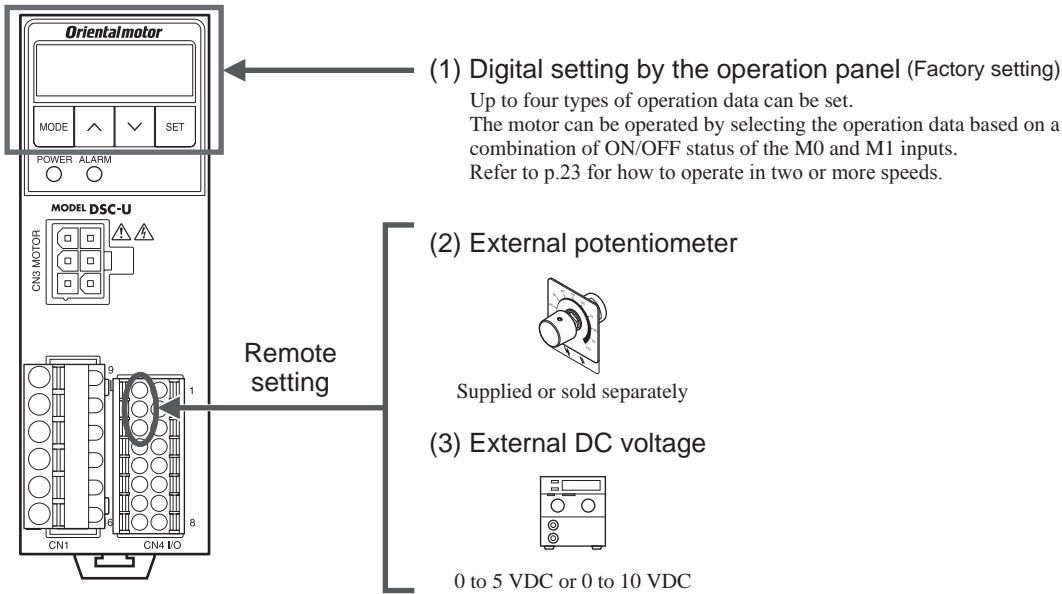 Orientalmotor
MODE
SET
POWER ALARM
MODEL DSC-U
CN3 MOTOR
9
1
6
8
CN1
CN4 I/O
Remote
setting
(1) Digital setting by the operation panel (Factory setting)
Up to four types of operation data can be set.
The motor can be operated by selecting the operation data based on a
combination of ON/OFF status of the M0 and M1 inputs.
Refer to p.23 for how to operate in two or more speeds.
(2) External potentiometer
Supplied or sold separately
(3) External DC voltage
0 to 5 VDC or 0 to 10 VDC